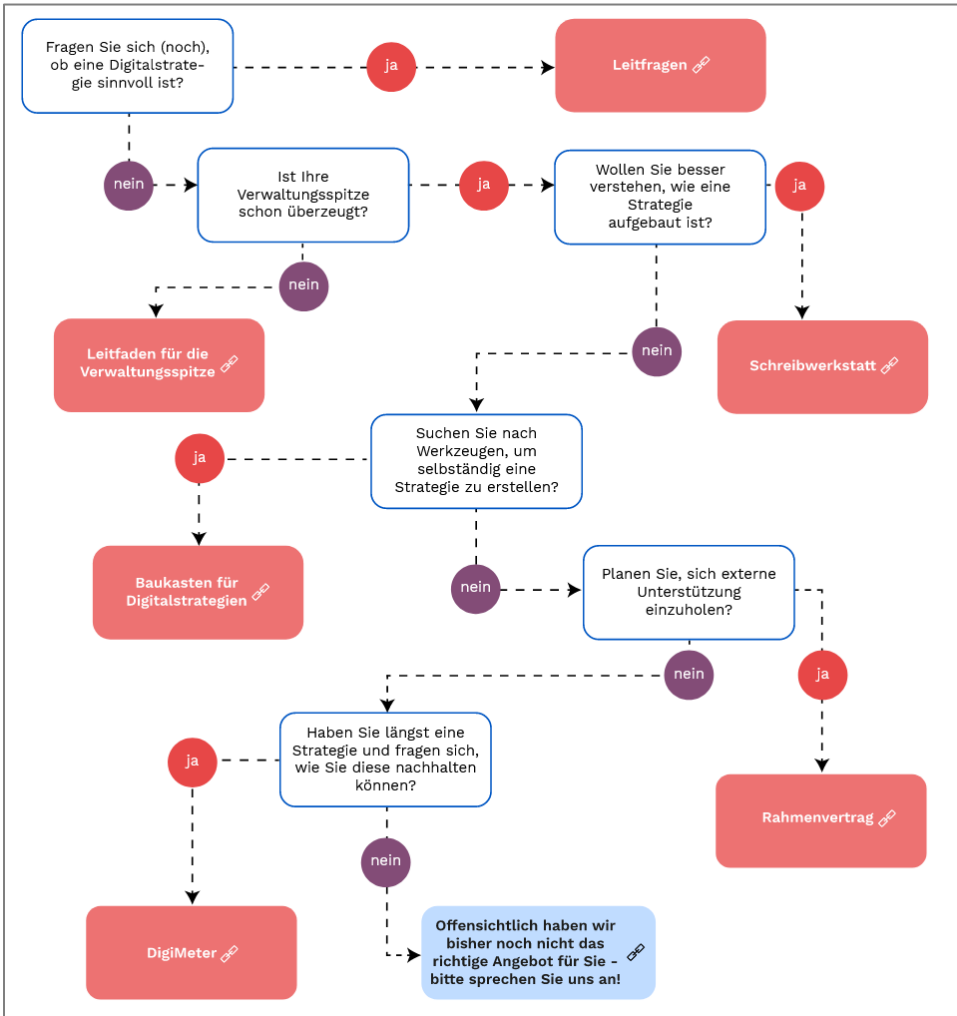 Fragen Sie sich (noch),
ob eine Digitalstrate-
gie sinnvoll ist?
ja
Leitfragen
nein
Ist Ihre
Verwaltungsspitze
schon überzeugt?
ja
Wollen Sie besser
verstehen, wie eine
Strategie
aufgebaut ist?
ja
nein
Leitfaden für die
Verwaltungsspitze
nein
Schreibwerkstatt
Suchen Sie nach
Werkzeugen, um
selbständig eine
Strategie zu erstellen?
ja
Baukasten für
Digitalstrategien
nein
Planen Sie, sich externe
Unterstützung
einzuholen?
nein
ja
Haben Sie längst eine
Strategie und fragen sich,
wie Sie diese nachhalten
können?
ja
Rahmenvertrag
nein
DigiMeter
Offensichtlich haben wir
bisher noch nicht das
richtige Angebot für Sie -
bitte sprechen Sie uns an!